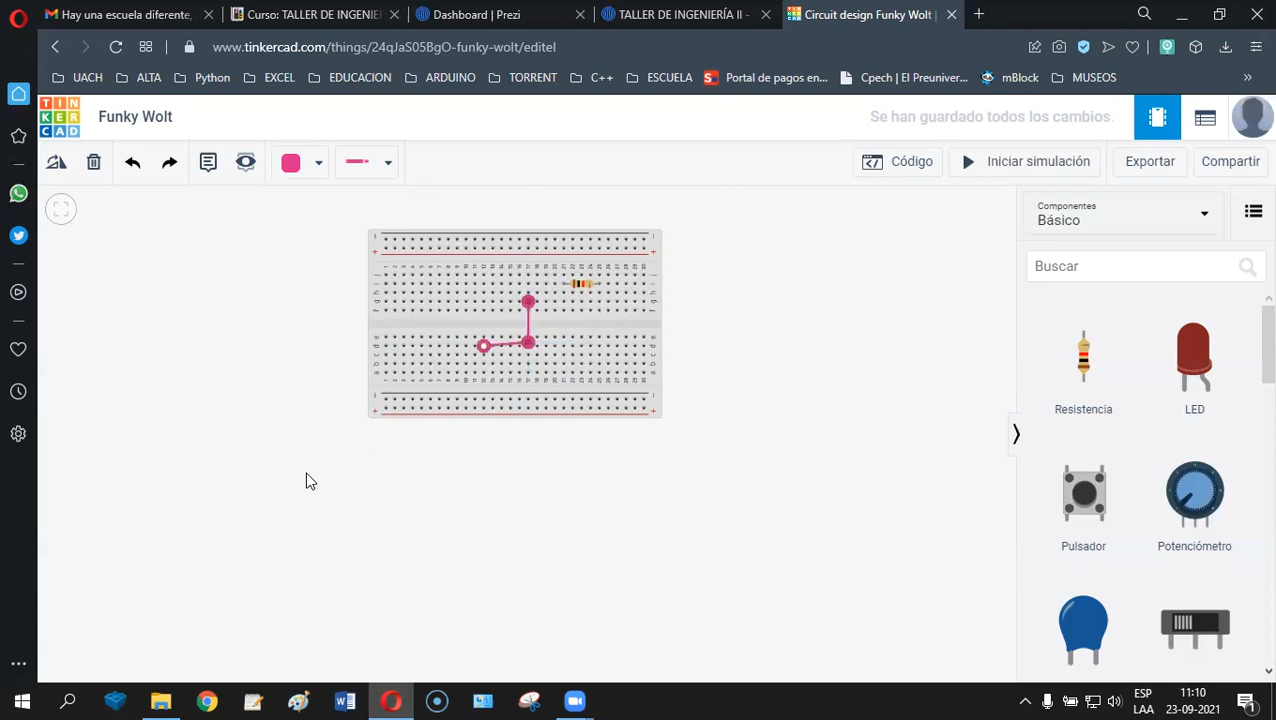 Hay una escuela diferente,
Curso: TALLER DE INGENIE
Dashboard | Prezi
TALLER DE INGENIERÍA II -
Circuit design Funky Wolt |
www.tinkercad.com/things/24qJaS05BgO-funky-wolt/editel
UACH
ALTA
Python
EXCEL
EDUCACION
ARDUINO
TORRENT
C++
ESCUELA
Portal de pagos en...
Cpech | El Preuniver...
mBlock
MUSEOS
TIN
KER
CAD
Funky Wolt
Se han guardado todos los cambios.
Código
Iniciar simulación
Exportar
Compartir
Componentes
Básico
Buscar
Resistencia
LED
Pulsador
Potenciómetro
ESP
LAA
11:10
23-09-2021
1